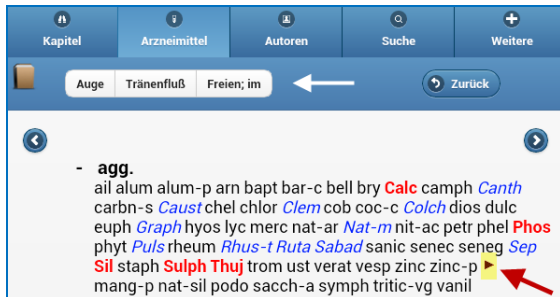 Kapitel Arzneimittel Autoren Suche Weitere
Auge Tränenfluß Freien; im Zurück
- agg.
ail alum alum-p arn bapt bar-c bell bry Calc camph Canth
carbn-s Caust chel chlor Clem cob coc-c Colch dios dulc
euph Graph hyos lyc merc nat-ar Nat-m nit-ac petr phel Phos
phyt Puls rheum Rhus-t Ruta Sabad sanic senec seneg Sep
Sil staph Sulph Thuj trom ust verat vesp zinc zinc-p
mang-p nat-sil podo sacch-a symph tritic-vg vanil